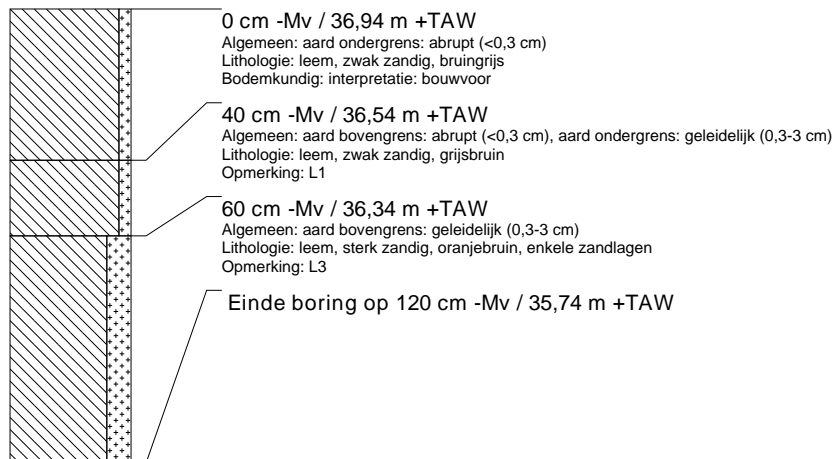 0 cm -Mv / 36,94 m +TAW
Algemeen: aard ondergrens: abrupt (<0,3 cm)
Lithologie: leem, zwak zandig, bruingrijs
Bodemkundig: interpretatie: bouwvoor
40 cm -Mv / 36,54 m +TAW
Algemeen: aard bovengrens: abrupt (<0,3 cm), aard ondergrens: geleidelijk (0,3-3 cm)
Lithologie: leem, zwak zandig, grijsbruin
Opmerking: L1
60 cm -Mv / 36,34 m +TAW
Algemeen: aard bovengrens: geleidelijk (0,3-3 cm)
Lithologie: leem, sterk zandig, oranjebruin, enkele zandlagen
Opmerking: L3
Einde boring op 120 cm -Mv / 35,74 m +TAW